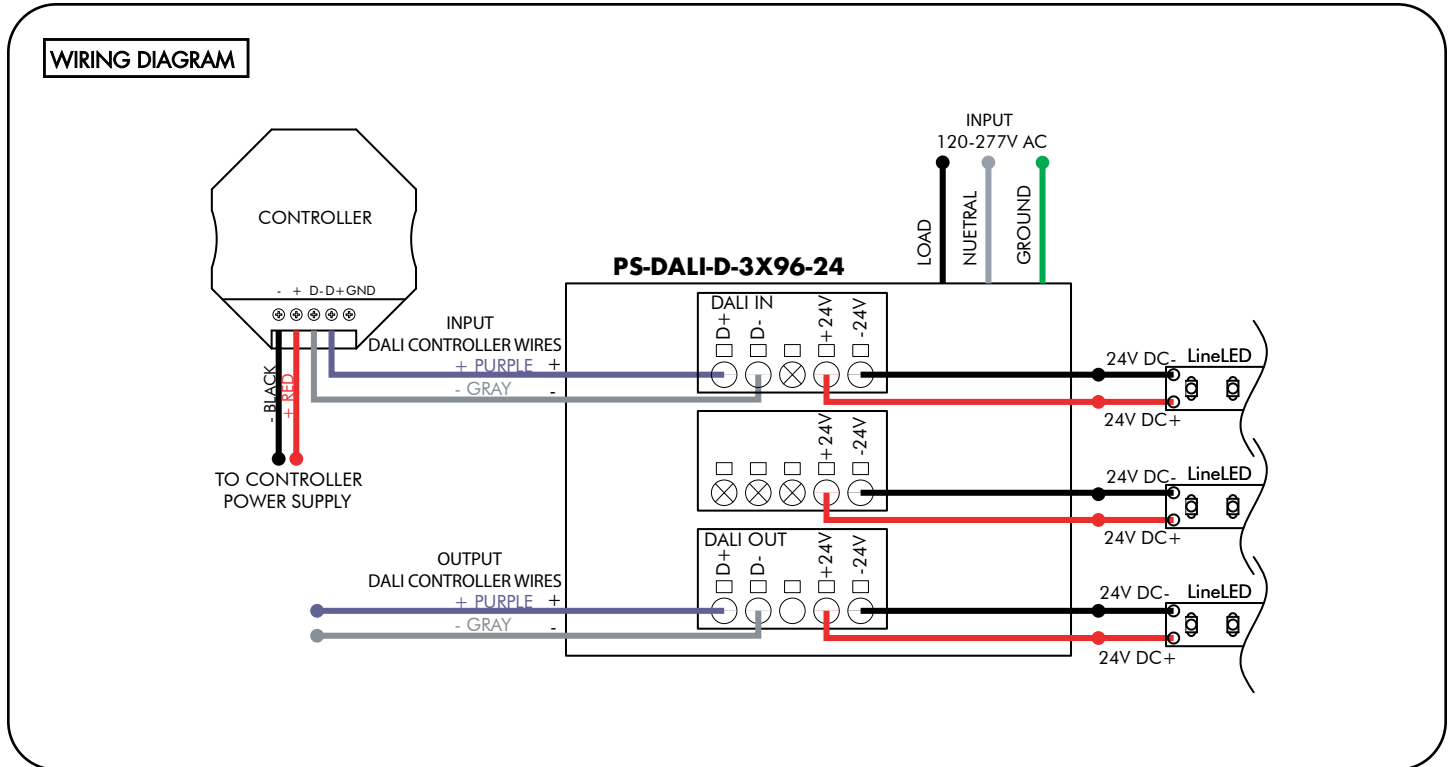 WIRING DIAGRAM
INPUT
120-277V AC
LOAD
NUETRAL
GROUND
CONTROLLER
- + D- D+ GND
- BLACK
+ RED
TO CONTROLLER
POWER SUPPLY
PS-DALI-D-3X96-24
INPUT
DALI CONTROLLER WIRES
+ PURPLE +
- GRAY -
DALI IN
D+
D-
+24V
-24V
24V DC- LineLED
24V DC+
+24V
-24V
24V DC- LineLED
24V DC+
OUTPUT
DALI CONTROLLER WIRES
+ PURPLE +
- GRAY -
DALI OUT
D+
D-
+24V
-24V
24V DC- LineLED
24V DC+